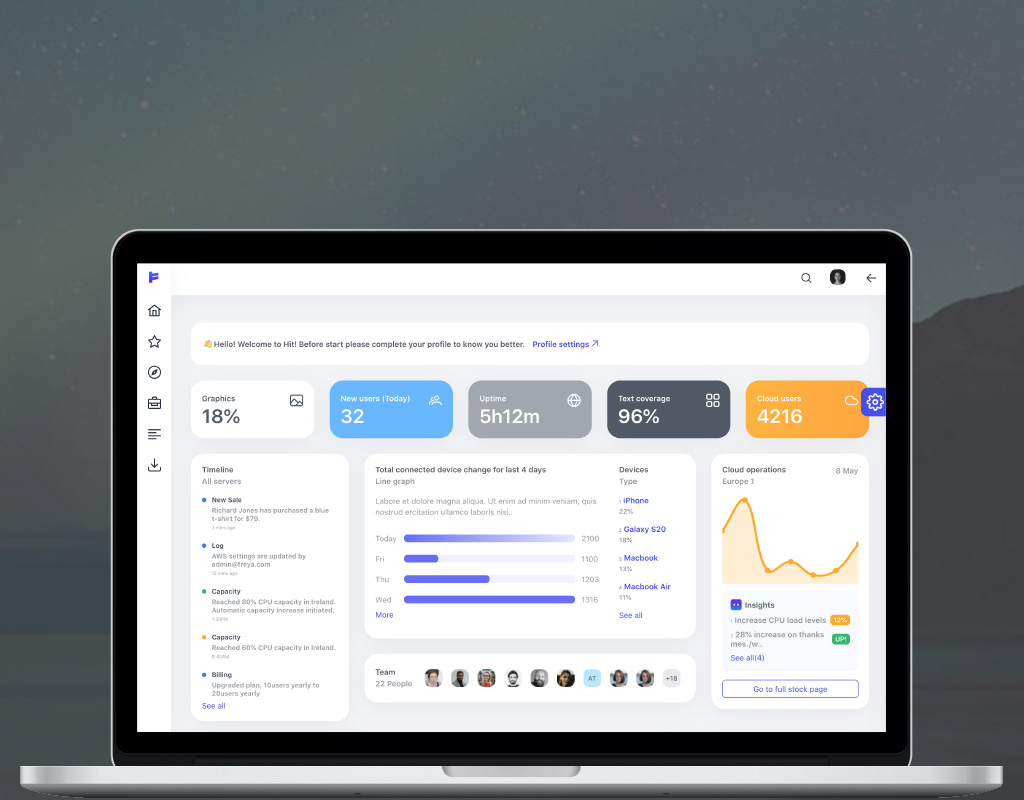 👋Hello! Welcome to Hit! Before start please complete your profile to know you better. Profile settings
Graphics
18%
New users (Today)
32
Uptime
5h12m
Text coverage
96%
Cloud users
4216
Timeline
All servers
New Sale
Richard Jones has purchased a blue
t-shirt for $79.
3 mins ago
Log
AWS settings are updated by
admin@freya.com
12 mins ago
Capacity
Reached 80% CPU capacity in Ireland.
Automatic capacity increase initiated.
Capacity
Reached 60% CPU capacity in Ireland.
Billing
Upgraded plan, 10users yearly to
20users yearly
See all
Total connected device change for last 4 days
Line graph
Labore et dolore magna aliqua. Ut enim ad minim veniam, quis
nostrud ercitation ullamco laboris nisi..
Today 2100
Fri 1100
Thu 1203
Wed 1316
More
Devices
Type
1 iPhone
22%
2 Galaxy S20
18%
3 Macbook
13%
4 Macbook Air
11%
See all
Team
22 People
AT
+18
Cloud operations
8 May
Europe 1
Insights
1 Increase CPU load levels 12%
2 28% increase on thanks
mes./w.. UP!
See all(4)
Go to full stock page